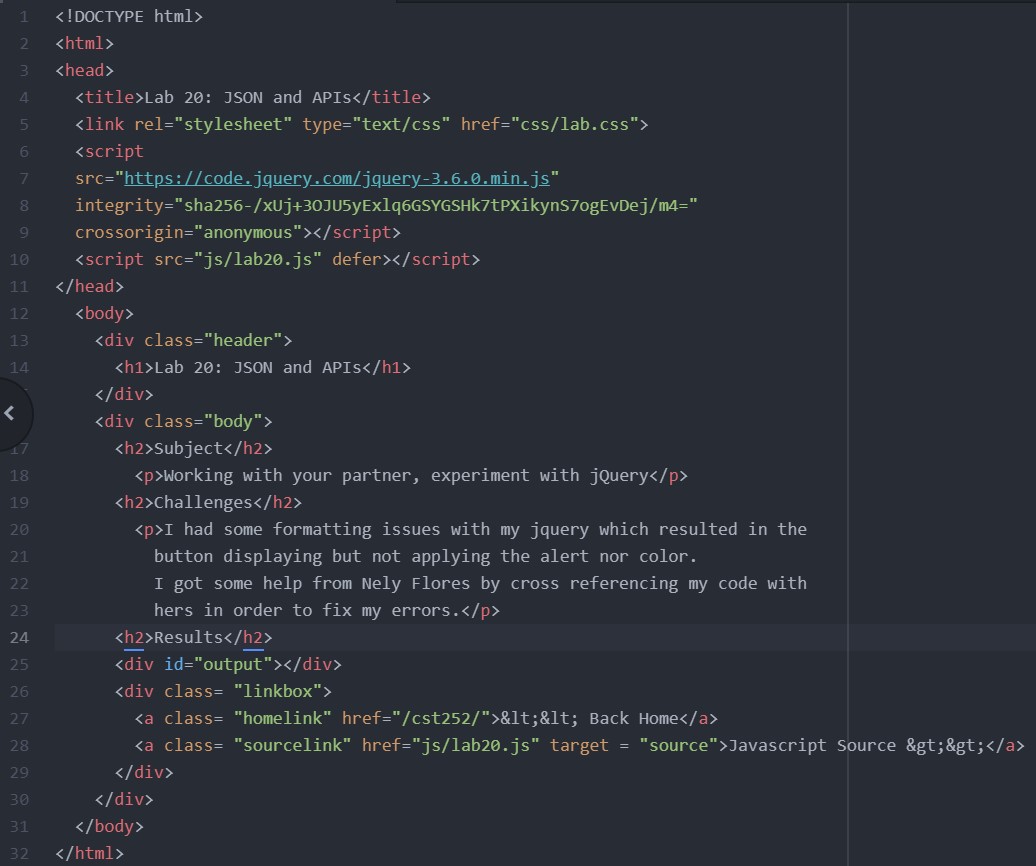 1 <!DOCTYPE html>
2 <html>
3 <head>
4 <title>Lab 20: JSON and APIs</title>
5 <link rel="stylesheet" type="text/css" href="css/lab.css">
6 <script
7 src="https://code.jquery.com/jquery-3.6.0.min.js"
8 integrity="sha256-/xUj+3OJU5yExlq6GSYGSHk7tPXikynS7ogEvDej/m4="
9 crossorigin="anonymous"></script>
10 <script src="js/lab20.js" defer></script>
11 </head>
12 <body>
13 <div class="header">
14 <h1>Lab 20: JSON and APIs</h1>
</div>
<div class="body">
17 <h2>Subject</h2>
18 <p>Working with your partner, experiment with jQuery</p>
19 <h2>Challenges</h2>
20 <p>I had some formatting issues with my jquery which resulted in the
21 button displaying but not applying the alert nor color.
22 I got some help from Nely Flores by cross referencing my code with
23 hers in order to fix my errors.</p>
24 <h2>Results</h2>
25 <div id="output"></div>
26 <div class= "linkbox">
27 <a class= "homelink" href="/cst252/">&lt;&lt; Back Home</a>
28 <a class= "sourcelink" href="js/lab20.js" target = "source">Javascript Source &gt;&gt;</a>
29 </div>
30 </div>
31 </body>
32 </html>